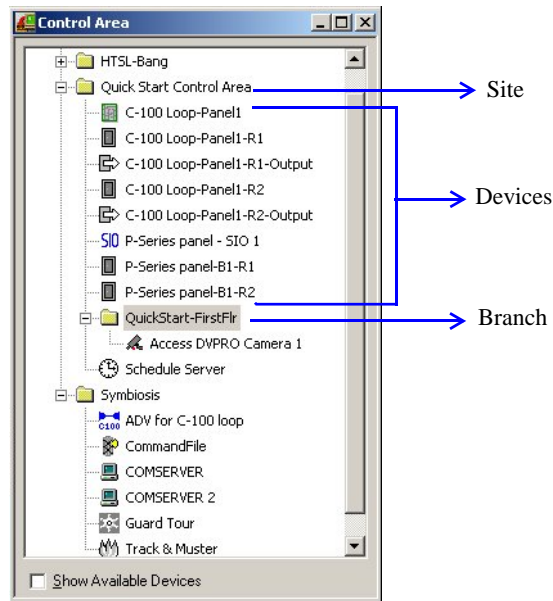 Control Area
HTSL-Bang
Quick Start Control Area
Site
C-100 Loop-Panel1
C-100 Loop-Panel1-R1
C-100 Loop-Panel1-R1-Output
C-100 Loop-Panel1-R2
Devices
C-100 Loop-Panel1-R2-Output
SIO P-Series panel - SIO 1
P-Series panel-B1-R1
P-Series panel-B1-R2
QuickStart-FirstFlr
Branch
Access DVPRO Camera 1
Schedule Server
Symbiosis
C100 ADV for C-100 loop
CommandFile
COMSERVER
COMSERVER 2
Guard Tour
Track & Muster
Show Available Devices